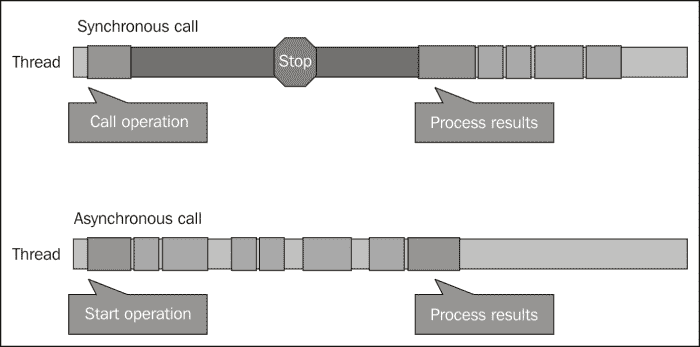 Synchronous call
Thread
Stop
Call operation
Process results
Asynchronous call
Thread
Start operation
Process results